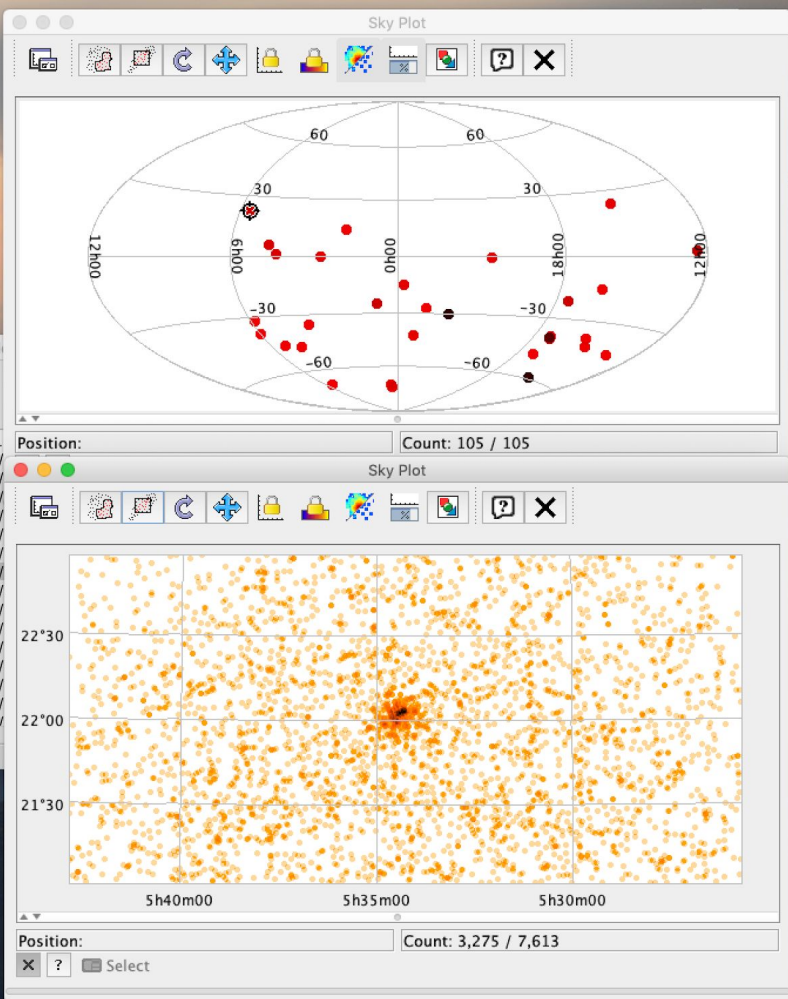 Sky Plot
60 60
30 30
12h00 9h00 0h00 18h00 12h00
-30 -30
-60 -60
Position: Count: 105 / 105
Sky Plot
22°30
22°00
21°30
5h40m00 5h35m00 5h30m00
Position: Count: 3,275 / 7,613
? Select